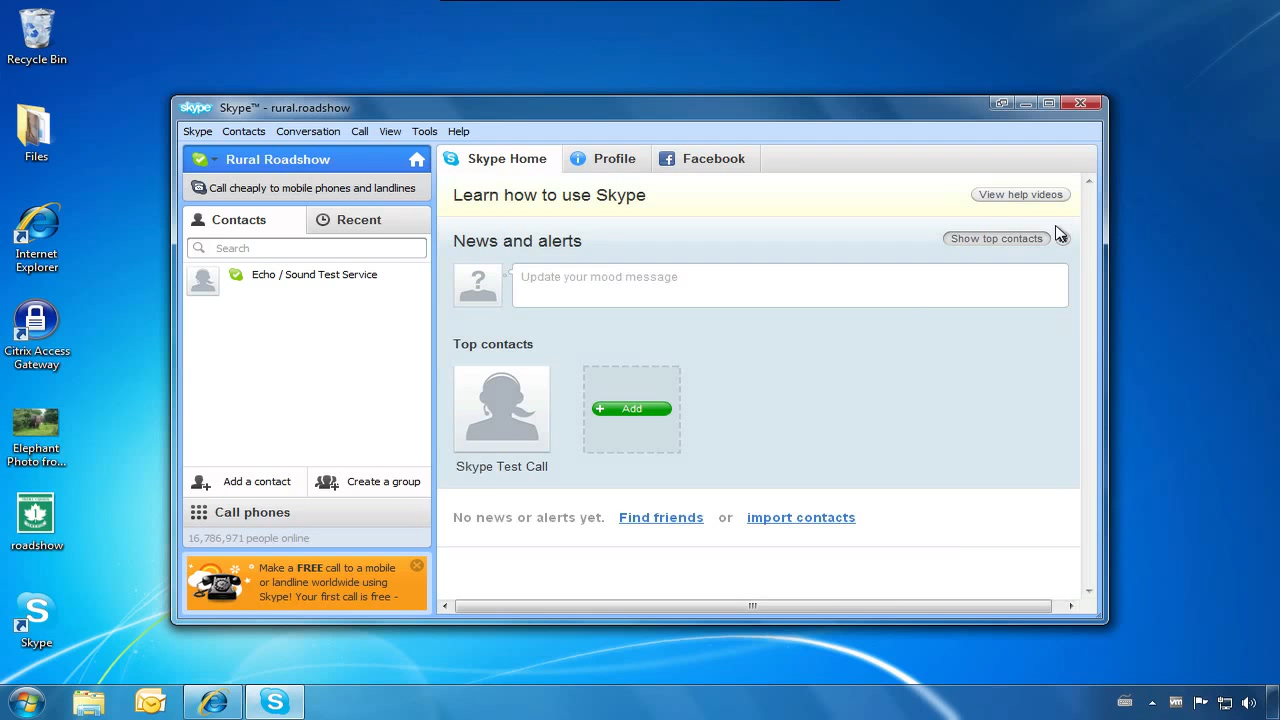 Recycle Bin
Files
Internet
Explorer
Citrix Access
Gateway
Elephant
Photo fro...
roadshow
Skype
skype Skype™ - rural.roadshow
Skype Contacts Conversation Call View Tools Help
Rural Roadshow
Call cheaply to mobile phones and landlines
Contacts Recent
Search
Echo / Sound Test Service
Add a contact Create a group
Call phones
16,786,971 people online
Make a FREE call to a mobile
or landline worldwide using
Skype! Your first call is free -
Skype Home Profile Facebook
Learn how to use Skype View help videos
News and alerts Show top contacts
Update your mood message
Top contacts
Add
Skype Test Call
No news or alerts yet. Find friends or import contacts